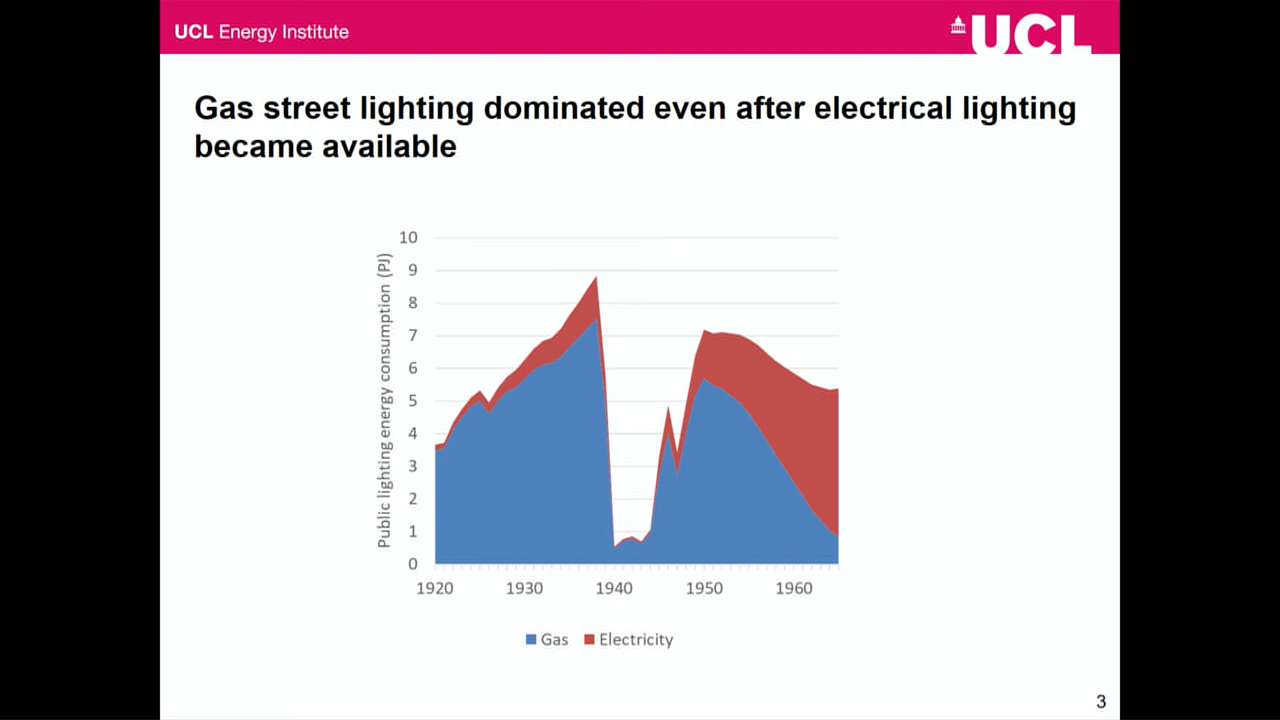 UCL Energy Institute
UCL
Gas street lighting dominated even after electrical lighting
became available
Public lighting energy consumption (PJ)
10
9
8
7
6
5
4
3
2
1
0
1920 1930 1940 1950 1960
Gas Electricity
3